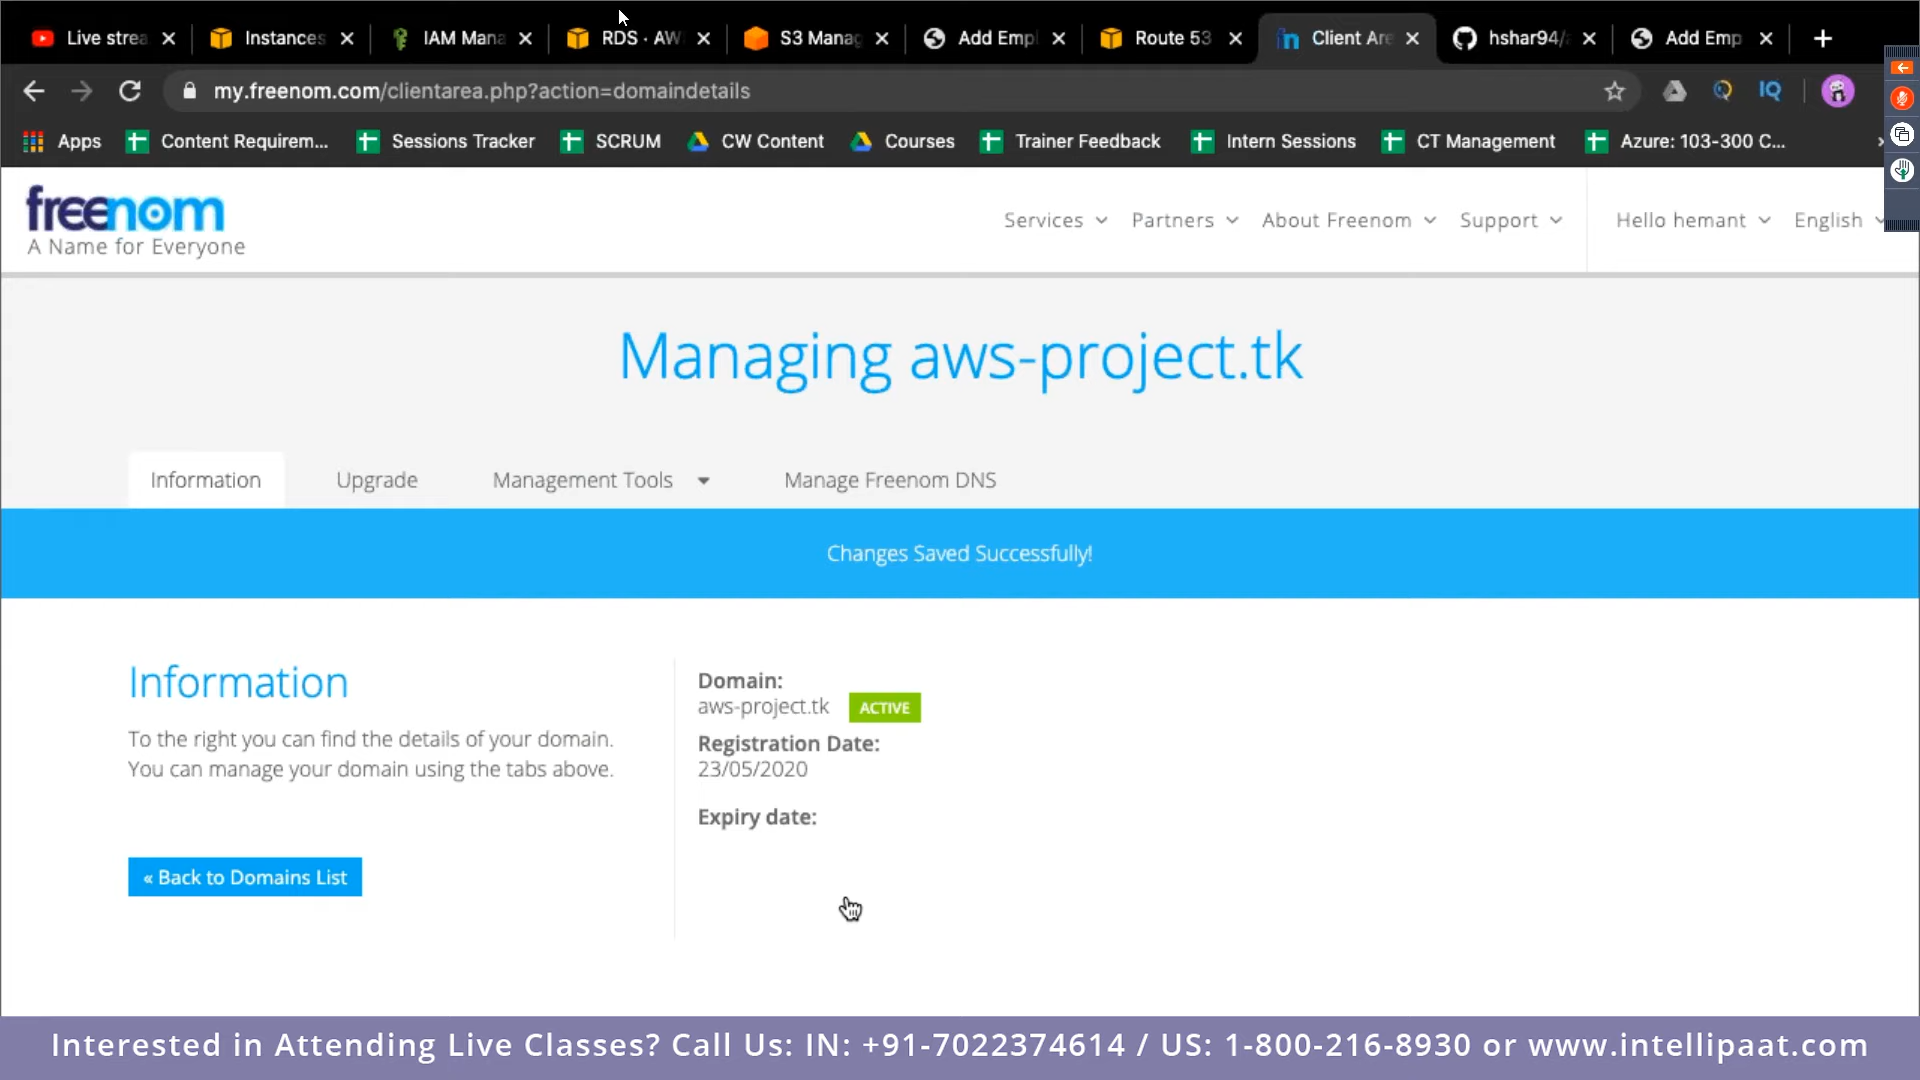 Live strea
Instances
IAM Mana
RDS · AW
S3 Manag
Add Empl
Route 53
Client Are
hshar94/a
Add Emp
my.freenom.com/clientarea.php?action=domaindetails
IQ
Apps
Content Requirem...
Sessions Tracker
SCRUM
CW Content
Courses
Trainer Feedback
Intern Sessions
CT Management
Azure: 103-300 C...
freenom
A Name for Everyone
Services
Partners
About Freenom
Support
Hello hemant
English
Managing aws-project.tk
Information
Upgrade
Management Tools
Manage Freenom DNS
Changes Saved Successfully!
Information
To the right you can find the details of your domain.
You can manage your domain using the tabs above.
« Back to Domains List
Domain:
aws-project.tk ACTIVE
Registration Date:
23/05/2020
Expiry date:
Interested in Attending Live Classes? Call Us: IN: +91-7022374614 / US: 1-800-216-8930 or www.intellipaat.com